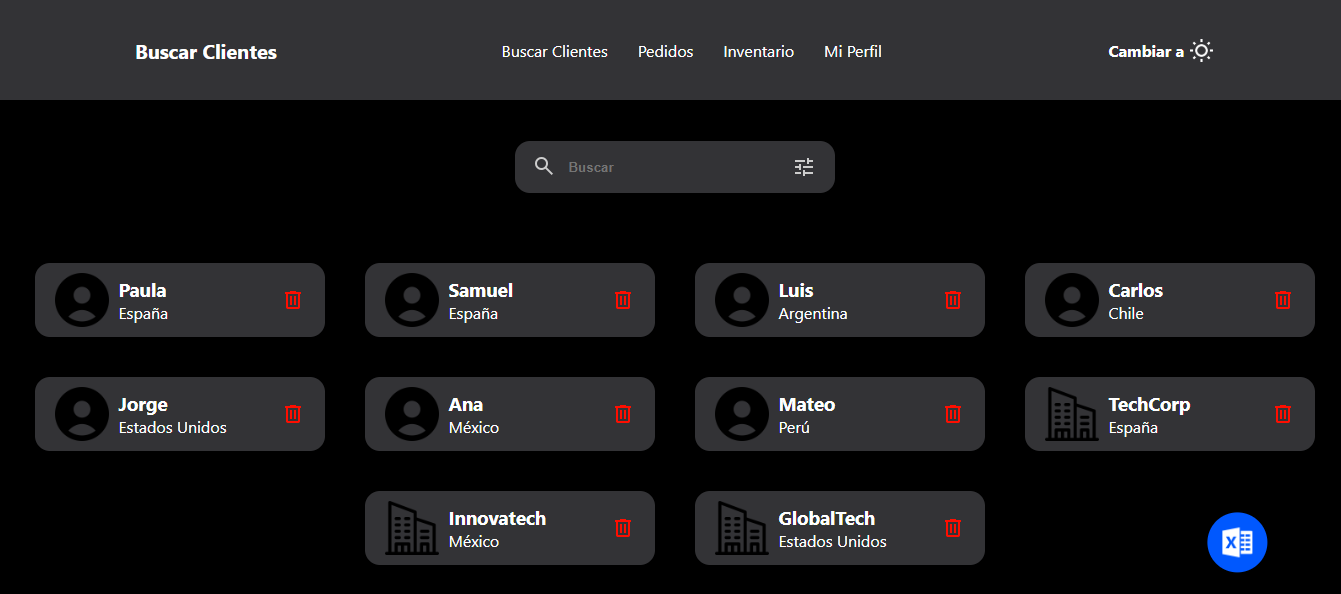 Buscar Clientes
Buscar Clientes
Pedidos
Inventario
Mi Perfil
Cambiar a
Buscar
Paula
España
Samuel
España
Luis
Argentina
Carlos
Chile
Jorge
Estados Unidos
Ana
México
Mateo
Perú
TechCorp
España
Innovatech
México
GlobalTech
Estados Unidos
X